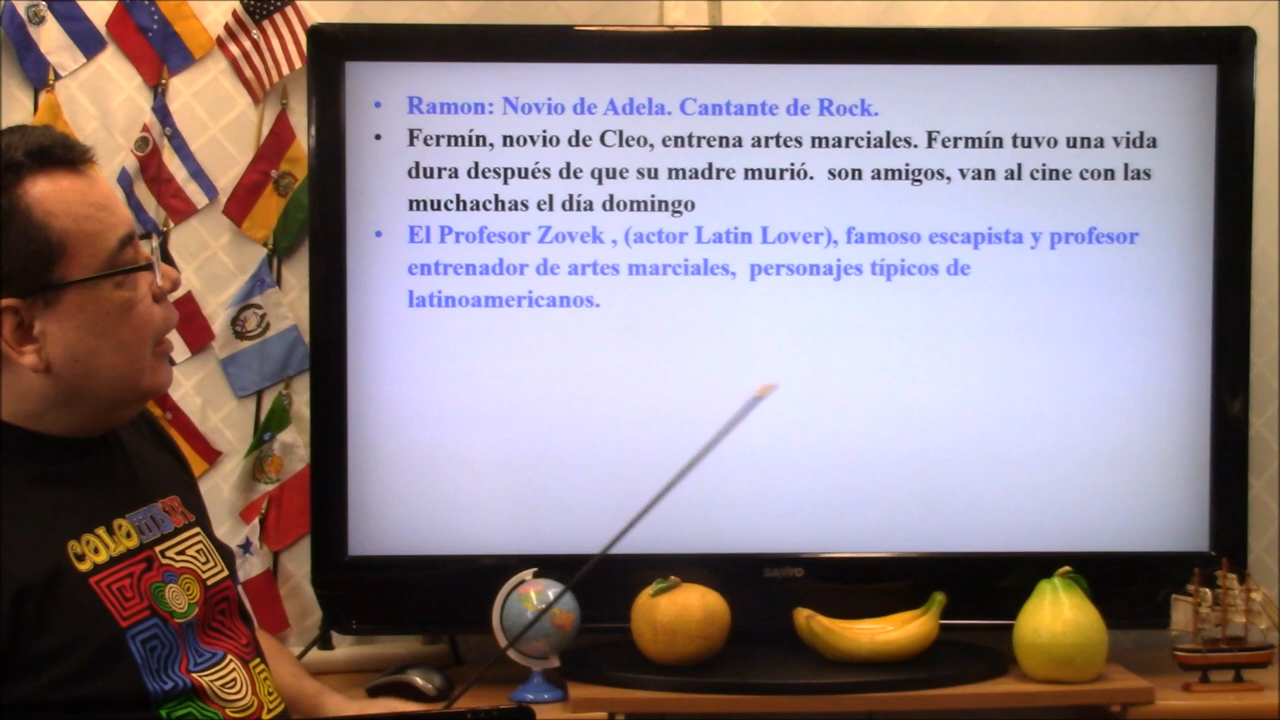 • Ramon: Novio de Adela. Cantante de Rock.
• Fermín, novio de Cleo, entrena artes marciales. Fermín tuvo una vida
dura después de que su madre murió.  son amigos, van al cine con las
muchachas el día domingo
• El Profesor Zovek , (actor Latin Lover), famoso escapista y profesor
entrenador de artes marciales,  personajes típicos de
latinoamericanos.
COLOMBIA
SANYO